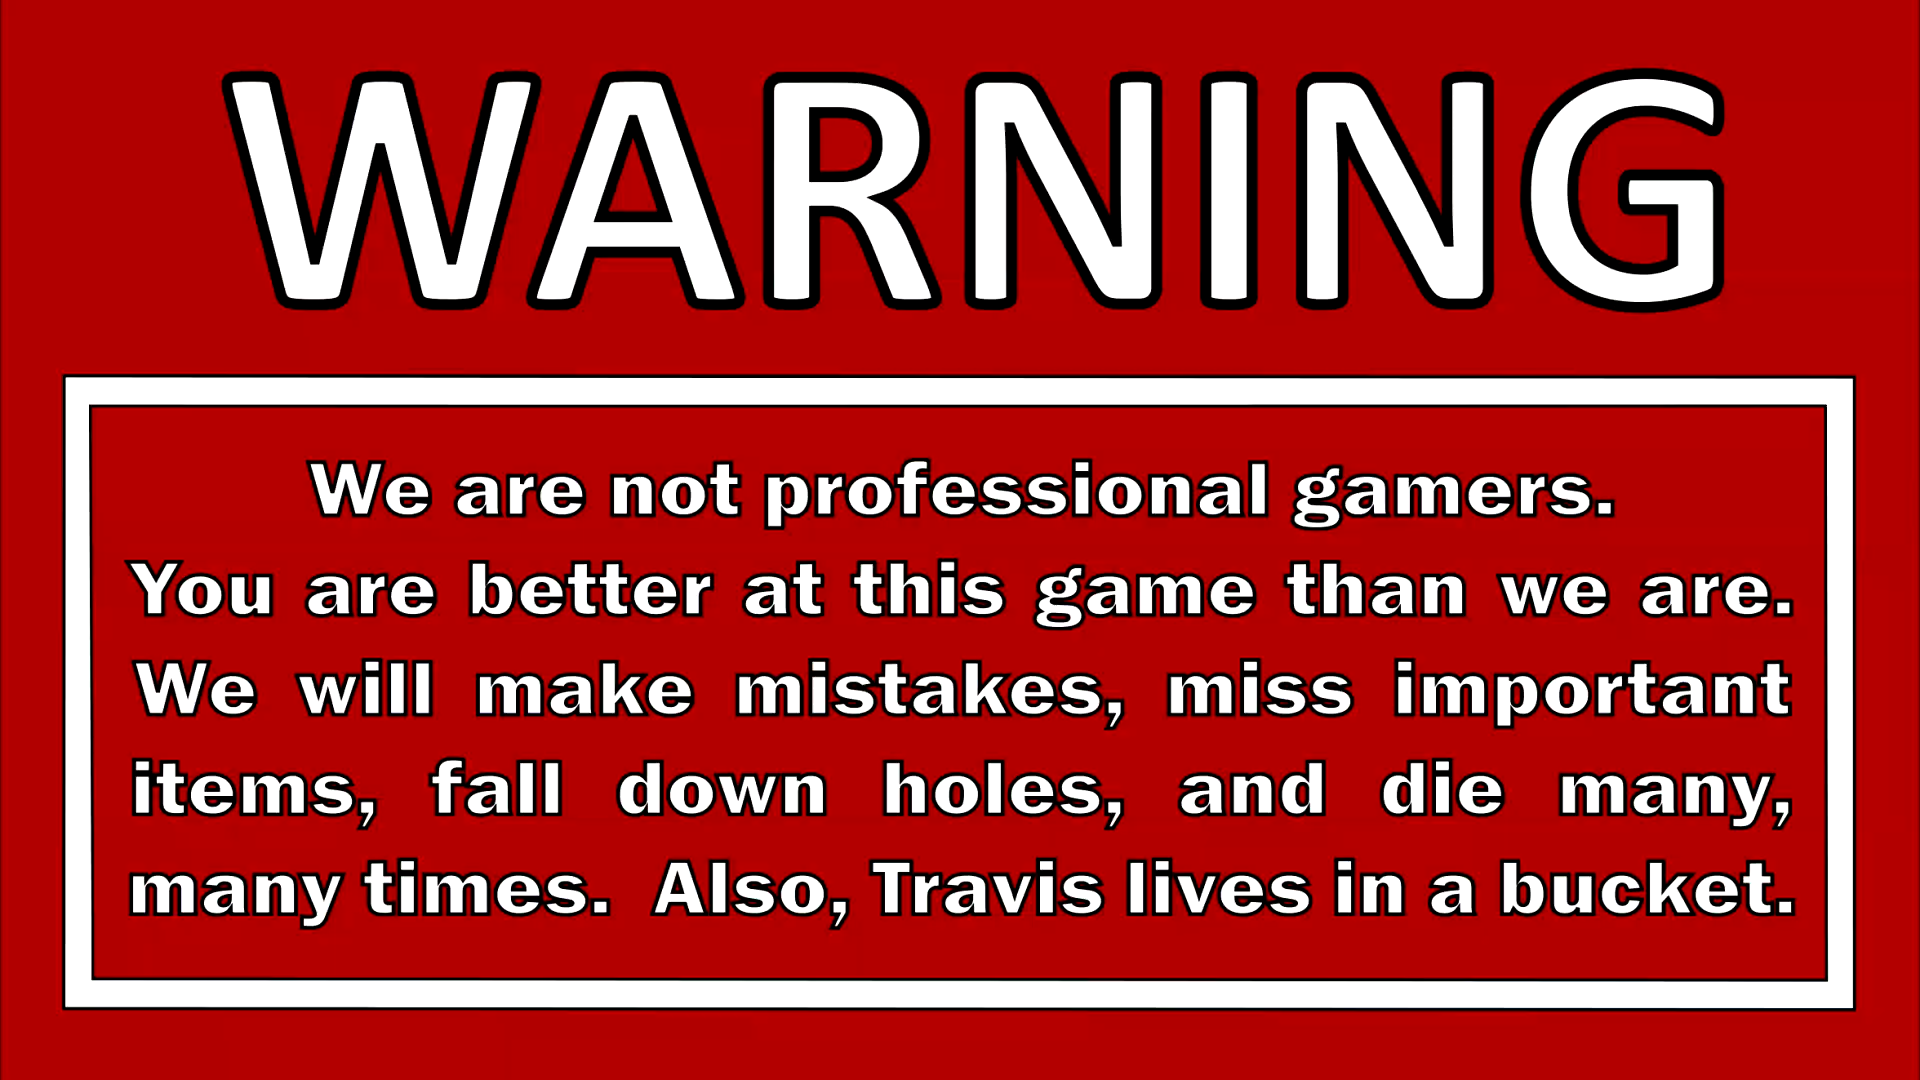 WARNING
We are not professional gamers.
You are better at this game than we are.
We will make mistakes, miss important
items, fall down holes, and die many,
many times.  Also, Travis lives in a bucket.